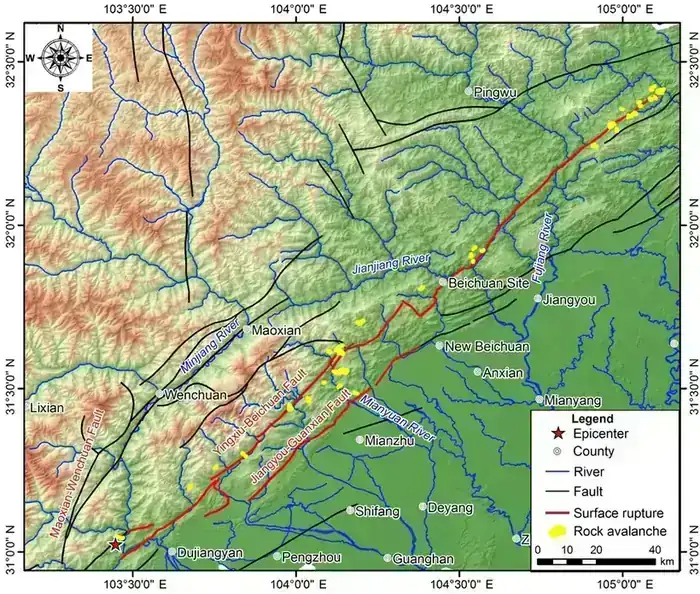 103°30'0" E
104°0'0" E
104°30'0" E
105°0'0" E
N
W
E
S
32°30'0" N
32°30'0" N
Pingwu
32°0'0" N
32°0'0" N
Jianjiang River
Fujiang River
Beichuan Site
Jiangyou
Minjiang River
Maoxian
New Beichuan
31°30'0" N
31°30'0" N
Anxian
Wenchuan
Lixian
Yingxiu-Beichuan Fault
Jiangyou-Guanxian Fault
Mianyuan River
Mianyang
Maoxian-Wenchuan Fault
Mianzhu
Shifang
Deyang
Z
31°0'0" N
31°0'0" N
Dujiangyan
Pengzhou
Guanghan
Legend
Epicenter
County
River
Fault
Surface rupture
Rock avalanche
0
10
20
40
km
103°30'0" E
104°0'0" E
104°30'0" E
105°0'0" E